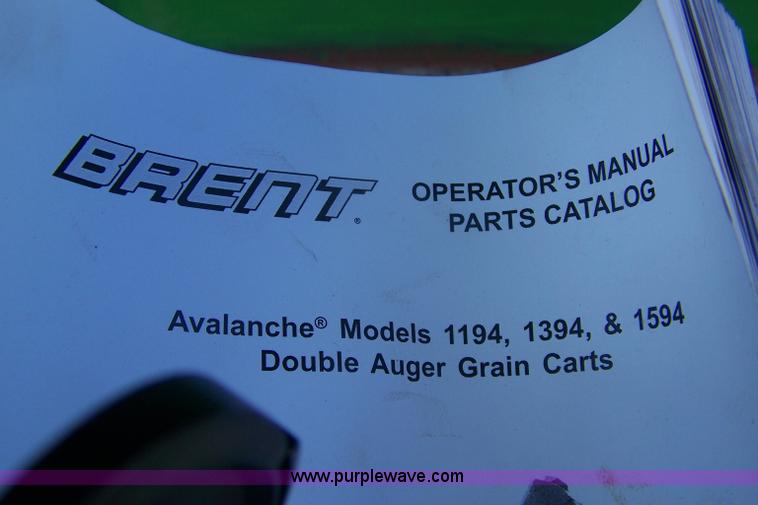 BRENT®
OPERATOR'S MANUAL
PARTS CATALOG
Avalanche® Models 1194, 1394, & 1594
Double Auger Grain Carts
www.purplewave.com